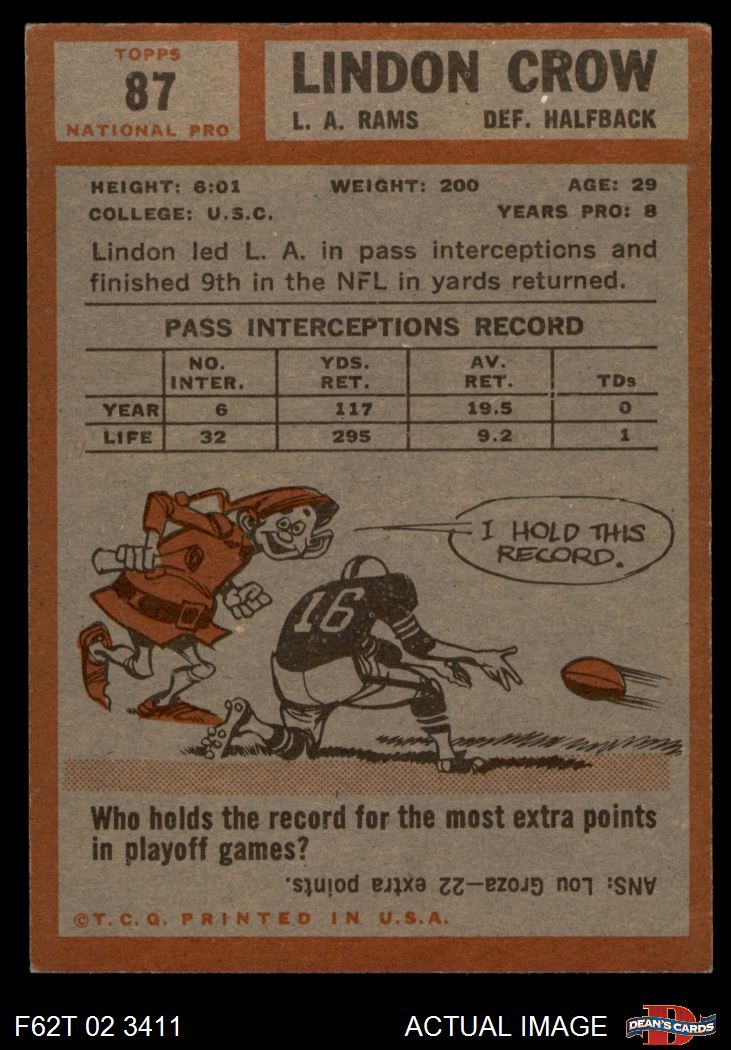 TOPPS
87
NATIONAL PRO
LINDON CROW
L. A. RAMS DEF. HALFBACK
HEIGHT: 6:01 WEIGHT: 200 AGE: 29
COLLEGE: U.S.C. YEARS PRO: 8
Lindon led L. A. in pass interceptions and
finished 9th in the NFL in yards returned.
PASS INTERCEPTIONS RECORD
NO. INTER. YDS. RET. AV. RET. TDs
YEAR 6 117 19.5 0
LIFE 32 295 9.2 1
I HOLD THIS
RECORD.
16
Who holds the record for the most extra points
in playoff games?
ANS: Lou Groza—22 extra points.
©T.C.G. PRINTED IN U.S.A.
F62T 02 3411 ACTUAL IMAGE D DEAN'S CARDS